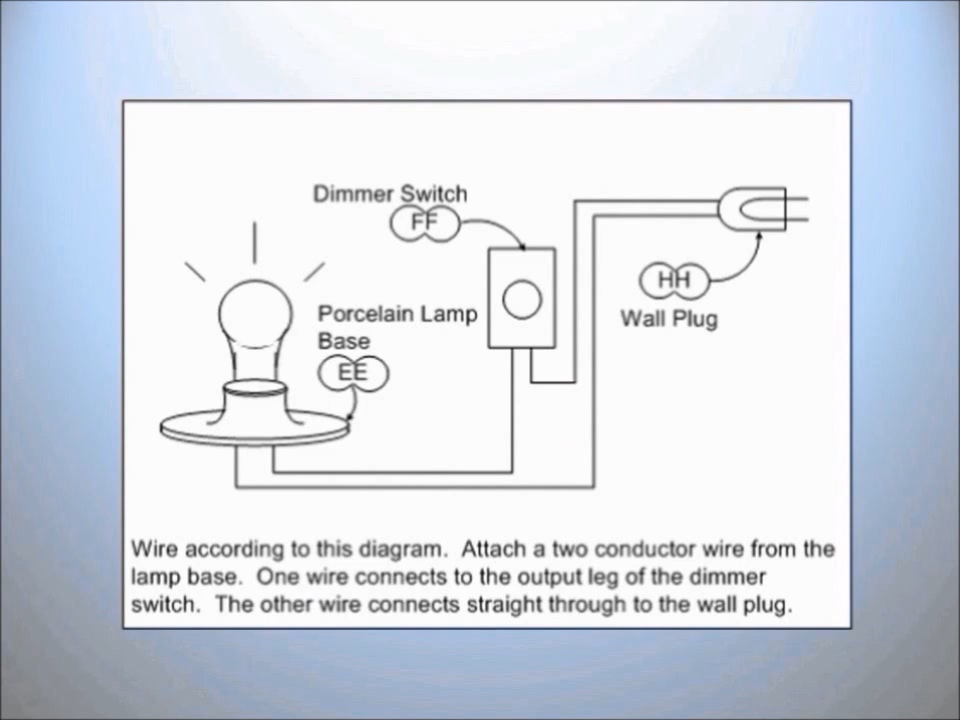 Dimmer Switch
FF
HH
Wall Plug
Porcelain Lamp
Base
EE
Wire according to this diagram. Attach a two conductor wire from the
lamp base. One wire connects to the output leg of the dimmer
switch. The other wire connects straight through to the wall plug.